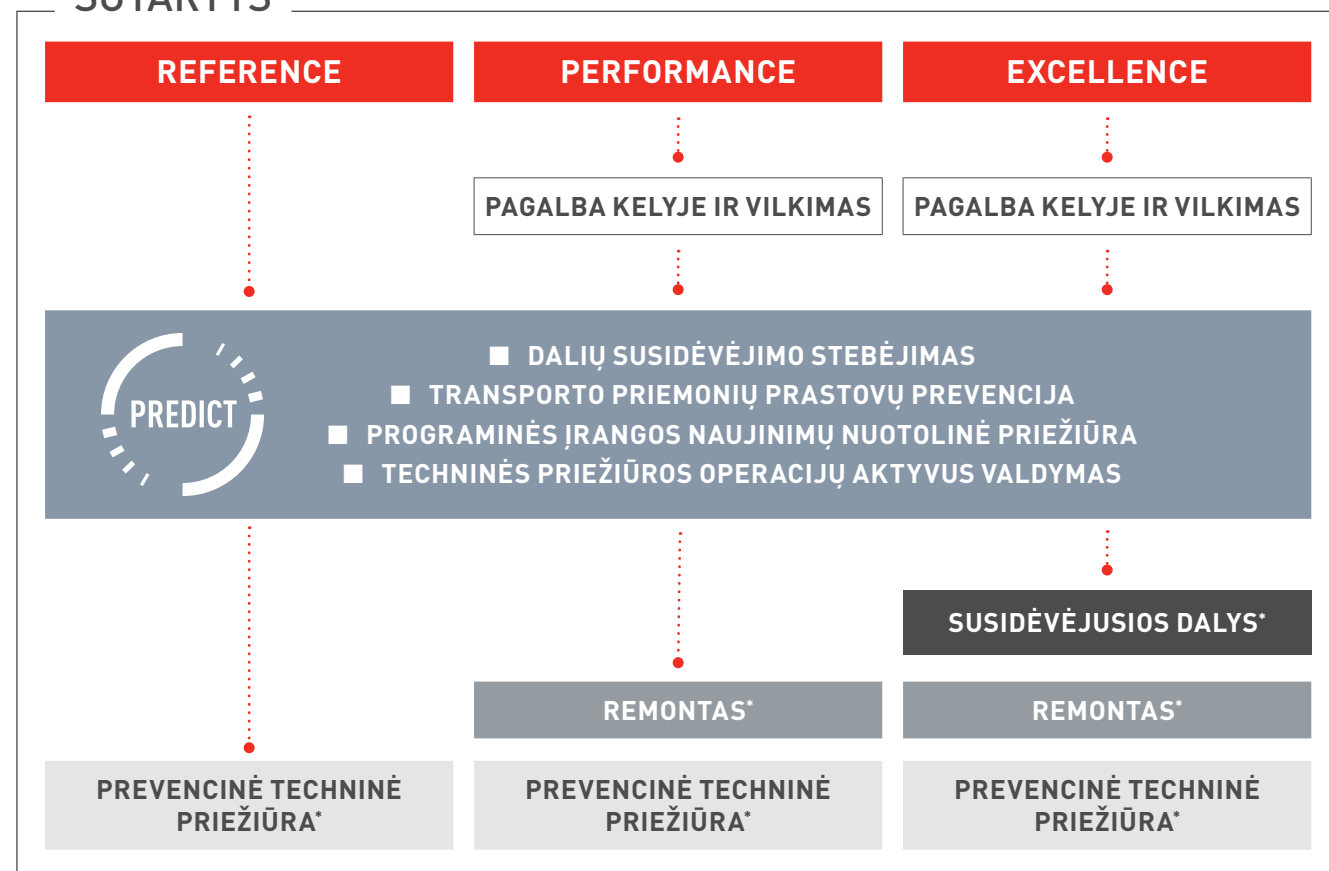 SUTARTYS
REFERENCE
PERFORMANCE
EXCELLENCE
PAGALBA KELYJE IR VILKIMAS
PAGALBA KELYJE IR VILKIMAS
PREDICT
■ DALIŲ SUSIDĖVĖJIMO STEBĖJIMAS
■ TRANSPORTO PRIEMONIŲ PRASTOVŲ PREVENCIJA
■ PROGRAMINĖS ĮRANGOS NAUJINIMŲ NUOTOLINĖ PRIEŽIŪRA
■ TECHNINĖS PRIEŽIŪROS OPERACIJŲ AKTYVUS VALDYMAS
SUSIDĖVĖJUSIOS DALYS*
REMONTAS*
REMONTAS*
PREVENCINĖ TECHNINĖ
PRIEŽIŪRA*
PREVENCINĖ TECHNINĖ
PRIEŽIŪRA*
PREVENCINĖ TECHNINĖ
PRIEŽIŪRA*